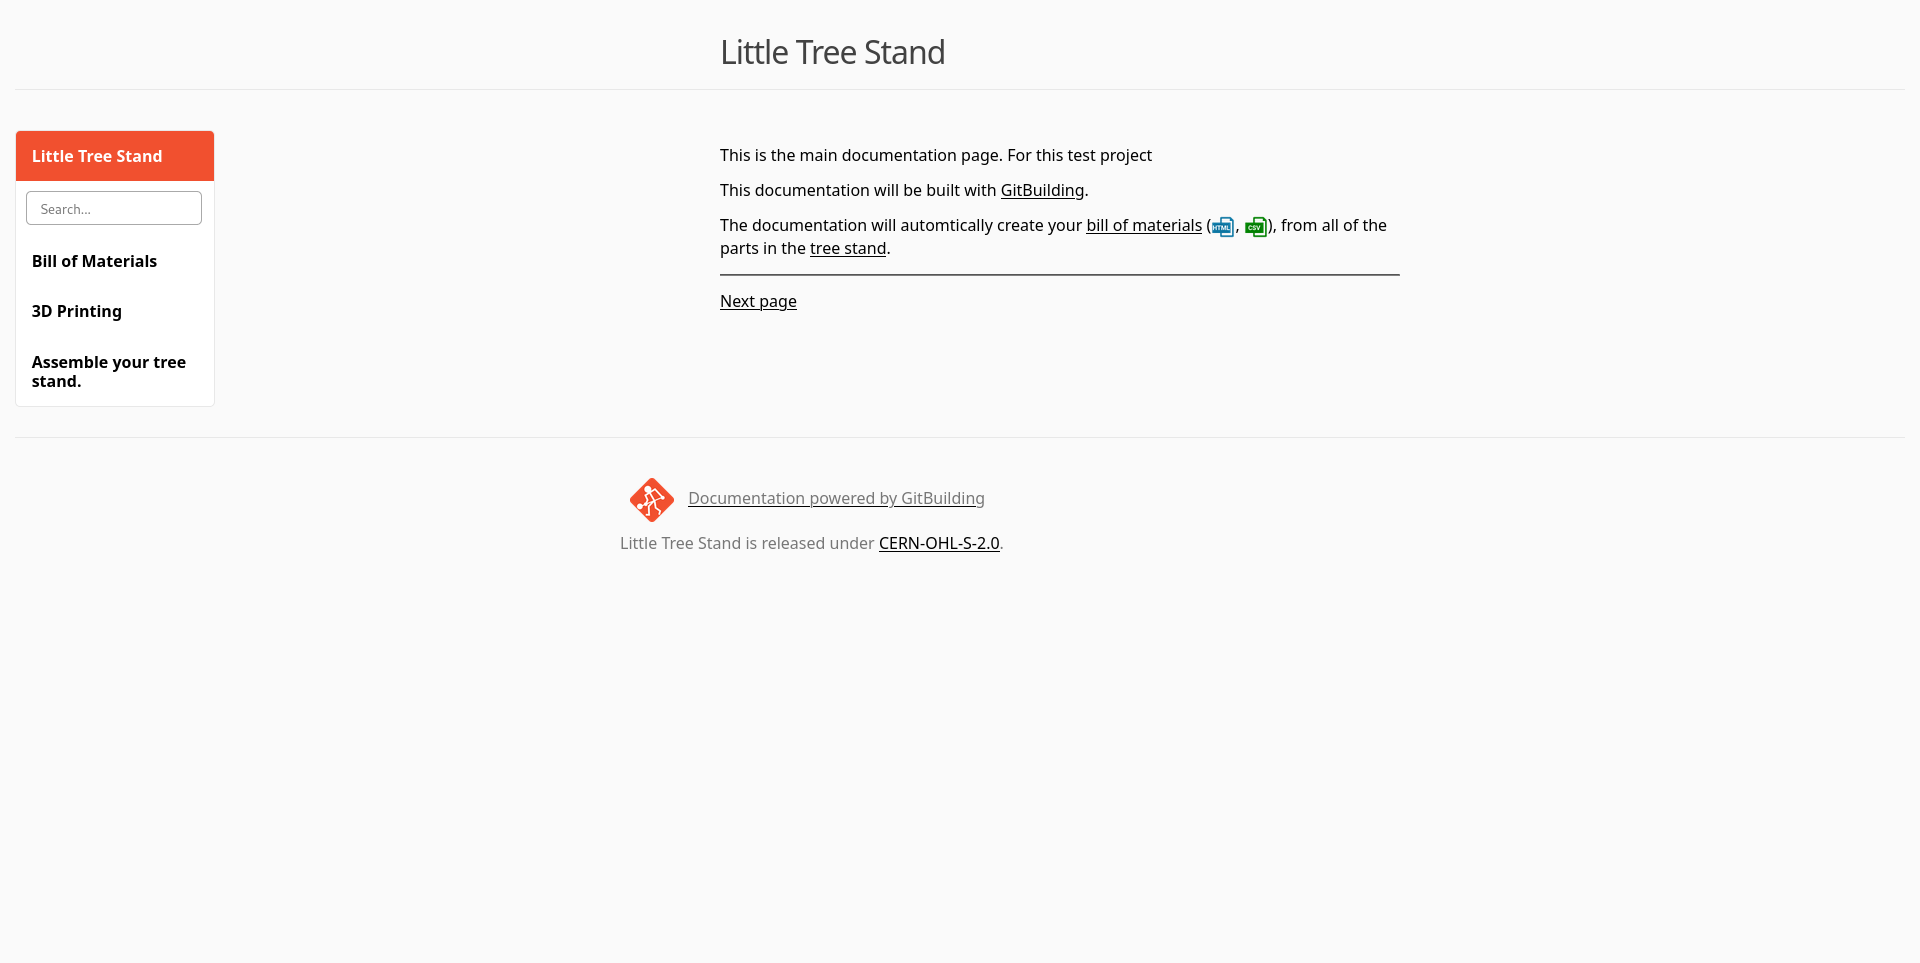 Little Tree Stand
Little Tree Stand
Search...
Bill of Materials
3D Printing
Assemble your tree
stand.
This is the main documentation page. For this test project
This documentation will be built with GitBuilding.
The documentation will automtically create your bill of materials (HTML, CSV), from all of the
parts in the tree stand.
Next page
Documentation powered by GitBuilding
Little Tree Stand is released under CERN-OHL-S-2.0.